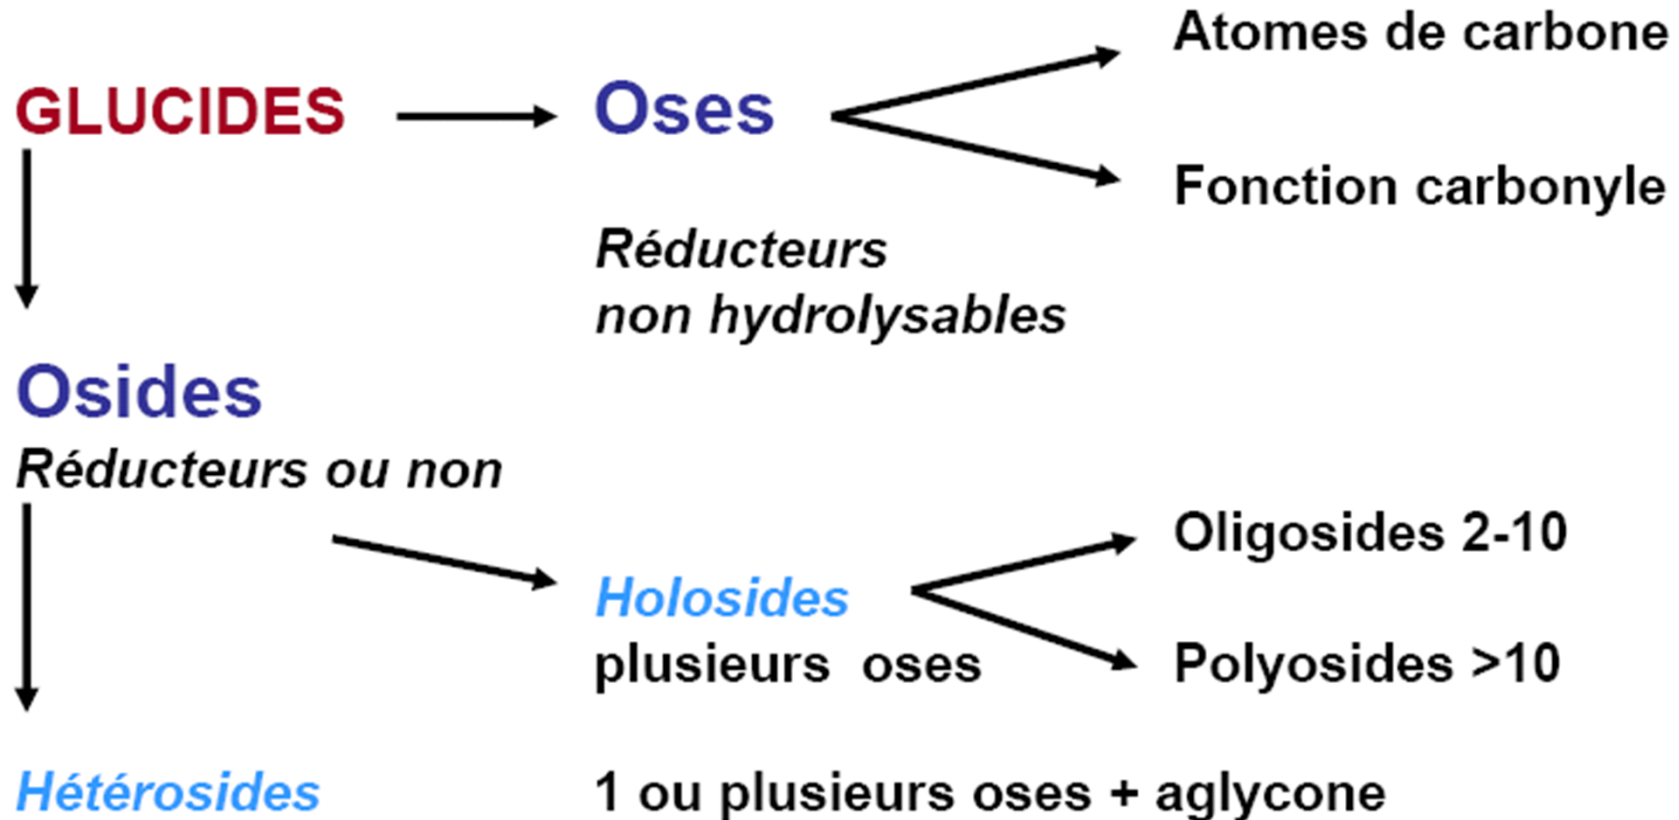 Atomes de carbone
GLUCIDES
Oses
Fonction carbonyle
Réducteurs
non hydrolysables
Osides
Réducteurs ou non
Oligosides 2-10
Holosides
plusieurs oses
Polyosides >10
Hétérosides
1 ou plusieurs oses + aglycone